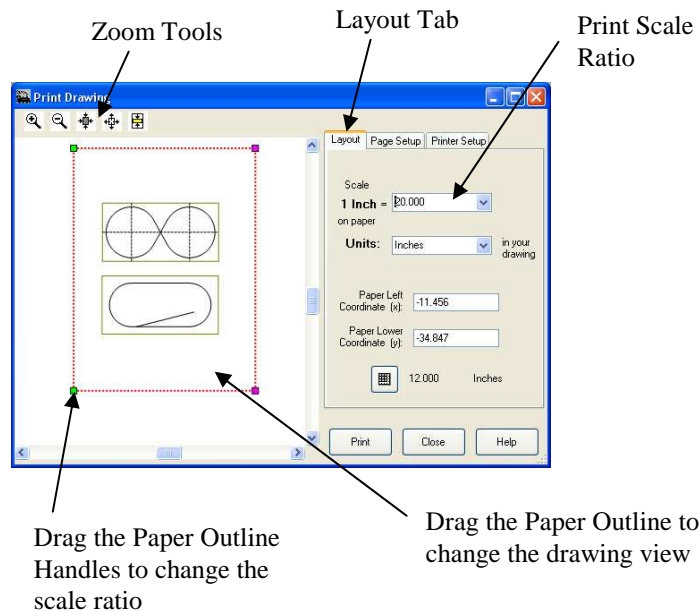 Zoom Tools
Layout Tab
Print Scale
Ratio
Print Drawing
Layout Page Setup Printer Setup
Scale
1 Inch = 20.000
on paper
Units: Inches
in your
drawing
Paper Left
Coordinate (x): -11.456
Paper Lower
Coordinate (y): -34.847
12.000 Inches
Print Close Help
Drag the Paper Outline
Handles to change the
scale ratio
Drag the Paper Outline to
change the drawing view